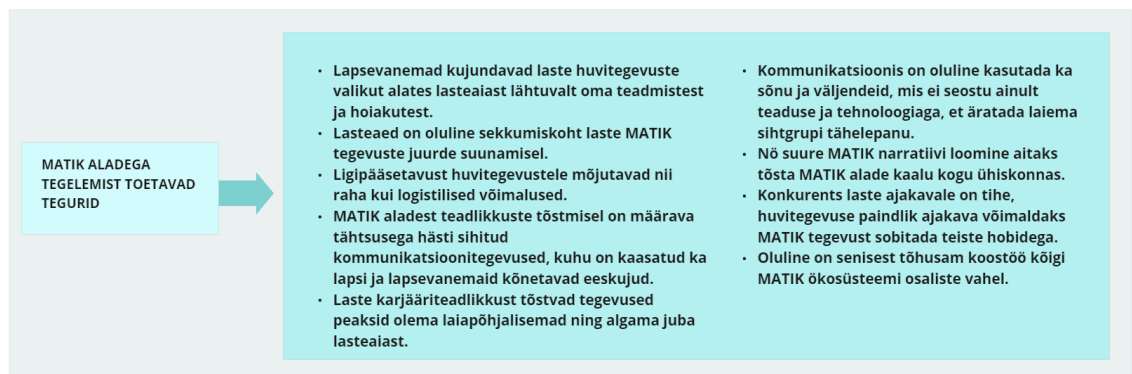 MATIK ALADEGA
TEGELEMIST TOETAVAD
TEGURID
• Lapsevanemad kujundavad laste huvitegevuste
valikut alates lasteaiast lähtuvalt oma teadmistest
ja hoiakutest.
• Lasteaed on oluline sekkumiskoht laste MATIK
tegevuste juurde suunamisel.
• Ligipääsetavust huvitegevustele mõjutavad nii
raha kui logistilised võimalused.
• MATIK aladest teadlikkuste tõstmisel on määrava
tähtsusega hästi sihitud
kommunikatsioonitegevused, kuhu on kaasatud ka
lapsi ja lapsevanemaid kõnetavad eeskujud.
• Laste karjääriteadlikkust tõstvad tegevused
peaksid olema laiapõhjalisemad ning algama juba
lasteaiast.
• Kommunikatsioonis on oluline kasutada ka
sõnu ja väljendeid, mis ei seostu ainult
teaduse ja tehnoloogiaga, et äratada laiema
sihtgrupi tähelepanu.
• Nö suure MATIK narratiivi loomine aitaks
tõsta MATIK alade kaalu kogu ühiskonnas.
• Konkurents laste ajakavale on tihe,
huvitegevuse paindlik ajakava võimaldaks
MATIK tegevust sobitada teiste hobidega.
• Oluline on senisest tõhusam koostöö kõigi
MATIK ökosüsteemi osaliste vahel.